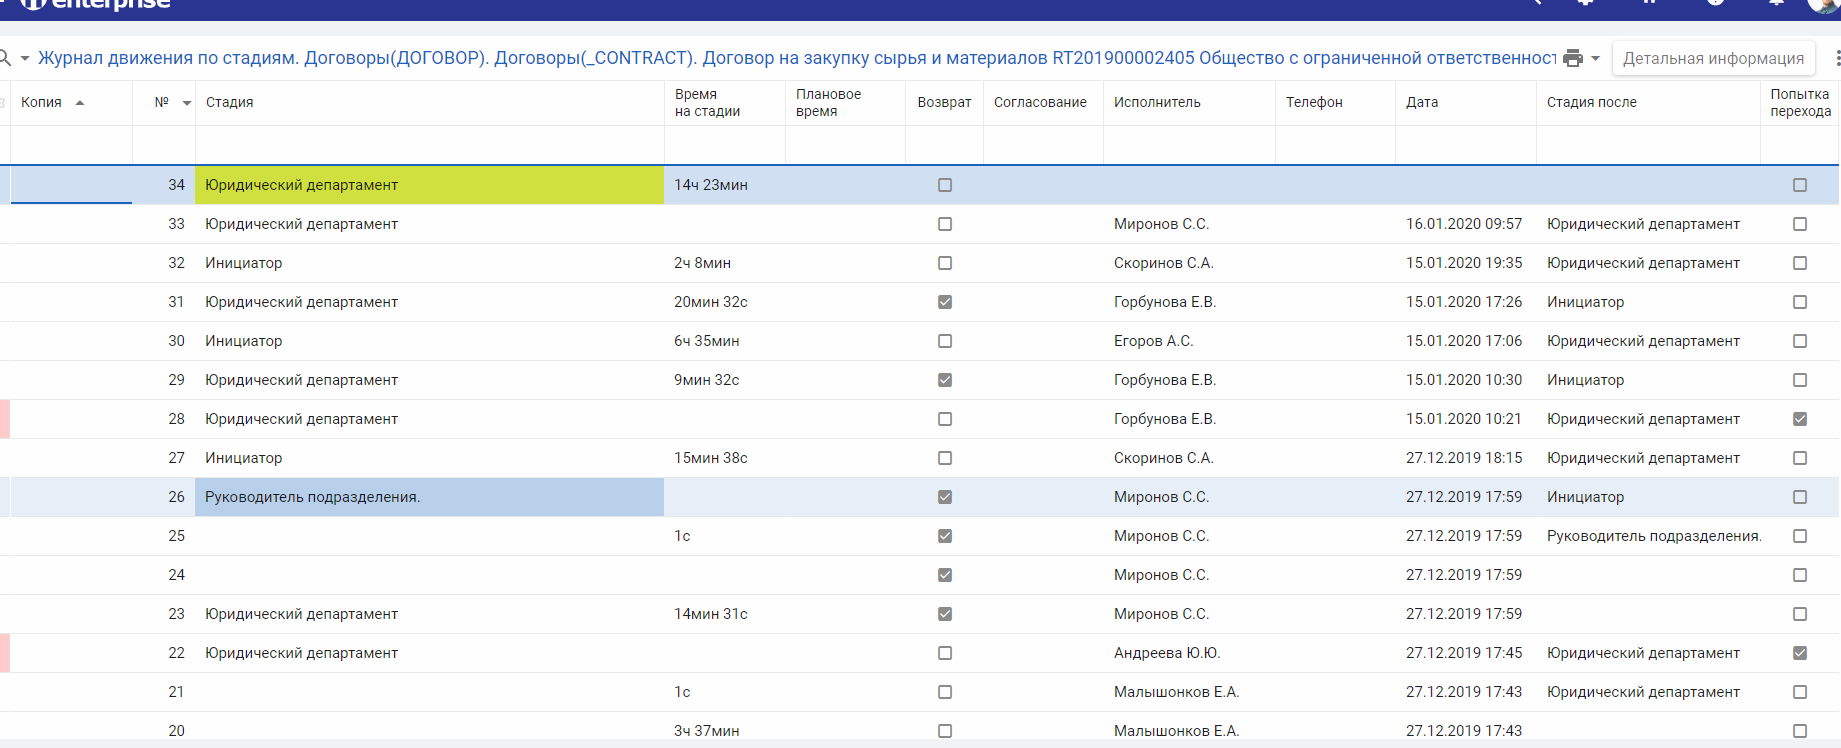 enterprise
Журнал движения по стадиям. Договоры(ДОГОВОР). Договоры(_CONTRACT). Договор на закупку сырья и материалов RT201900002405 Общество с ограниченной ответственност
Детальная информация
Копия № Стадия Время на стадии Плановое время Возврат Согласование Исполнитель Телефон Дата Стадия после Попытка перехода
34 Юридический департамент 14ч 23мин
33 Юридический департамент Миронов С.С. 16.01.2020 09:57 Юридический департамент
32 Инициатор 2ч 8мин Скоринов С.А. 15.01.2020 19:35 Юридический департамент
31 Юридический департамент 20мин 32с Горбунова Е.В. 15.01.2020 17:26 Инициатор
30 Инициатор 6ч 35мин Егоров А.С. 15.01.2020 17:06 Юридический департамент
29 Юридический департамент 9мин 32с Горбунова Е.В. 15.01.2020 10:30 Инициатор
28 Юридический департамент Горбунова Е.В. 15.01.2020 10:21 Юридический департамент
27 Инициатор 15мин 38с Скоринов С.А. 27.12.2019 18:15 Юридический департамент
26 Руководитель подразделения. Миронов С.С. 27.12.2019 17:59 Инициатор
25 1с Миронов С.С. 27.12.2019 17:59 Руководитель подразделения.
24 Миронов С.С. 27.12.2019 17:59
23 Юридический департамент 14мин 31с Миронов С.С. 27.12.2019 17:59
22 Юридический департамент Андреева Ю.Ю. 27.12.2019 17:45 Юридический департамент
21 1с Малышонков Е.А. 27.12.2019 17:43 Юридический департамент
20 3ч 37мин Малышонков Е.А. 27.12.2019 17:43